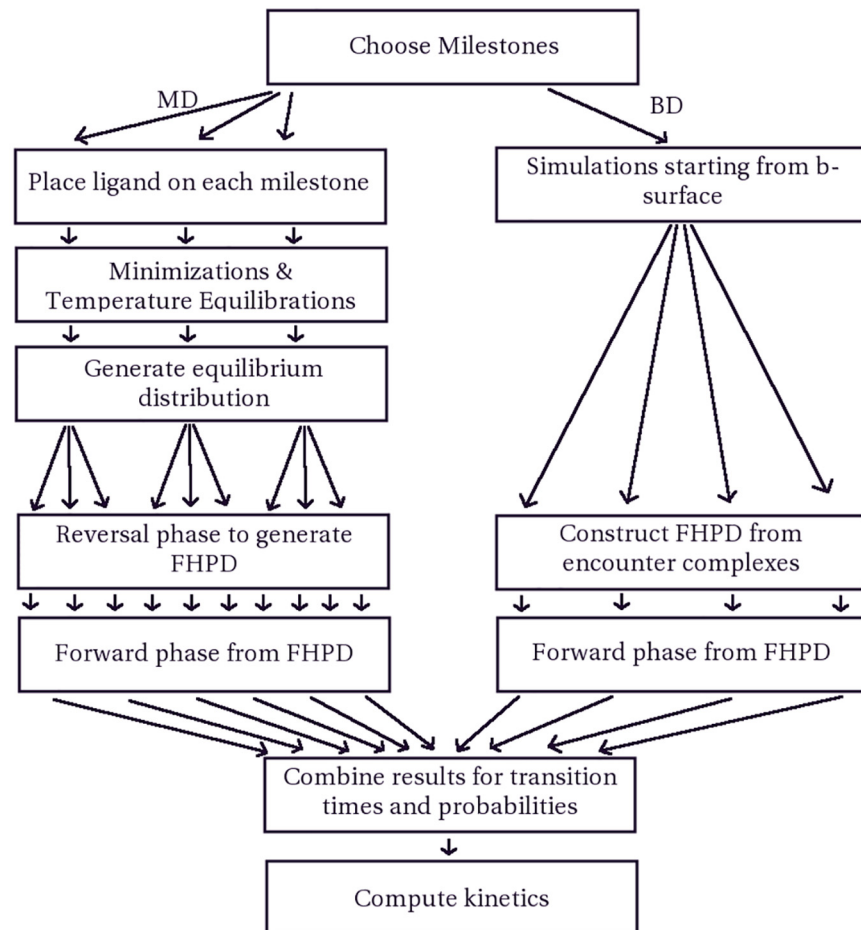 Choose Milestones
MD
BD
Place ligand on each milestone
Simulations starting from b-
surface
Minimizations &
Temperature Equilibrations
Generate equilibrium
distribution
Reversal phase to generate
FHPD
Construct FHPD from
encounter complexes
Forward phase from FHPD
Forward phase from FHPD
Combine results for transition
times and probabilities
Compute kinetics